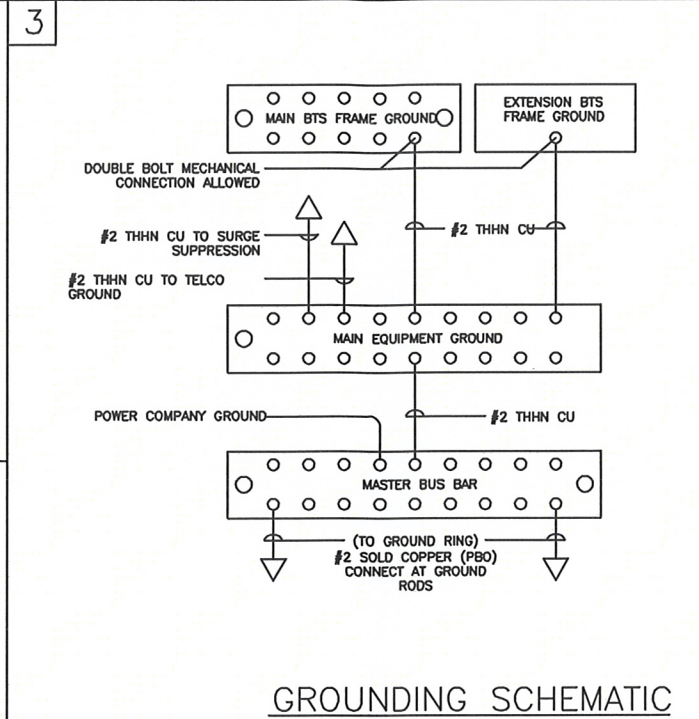 3
MAIN BTS FRAME GROUND
EXTENSION BTS
FRAME GROUND
DOUBLE BOLT MECHANICAL
CONNECTION ALLOWED
#2 THHN CU TO SURGE
SUPPRESSION
#2 THHN CU
#2 THHN CU TO TELCO
GROUND
MAIN EQUIPMENT GROUND
POWER COMPANY GROUND
#2 THHN CU
MASTER BUS BAR
(TO GROUND RING)
#2 SOLD COPPER (PBO)
CONNECT AT GROUND
RODS
GROUNDING SCHEMATIC